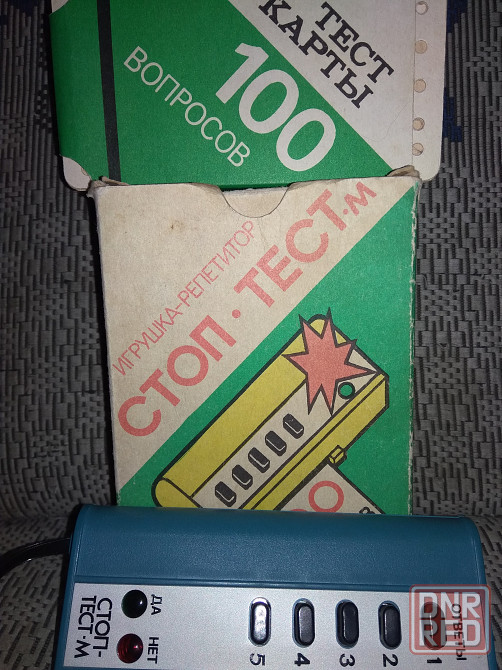 ТЕСТ
КАРТЫ
100
ВОПРОСОВ
ИГРУШКА-РЕПЕТИТОР
СТОП·ТЕСТ-М
ДА
НЕТ
СТОП-
ТЕСТ-М
5
4
3
2
1
ОТВЕТЫ
DNR
RED